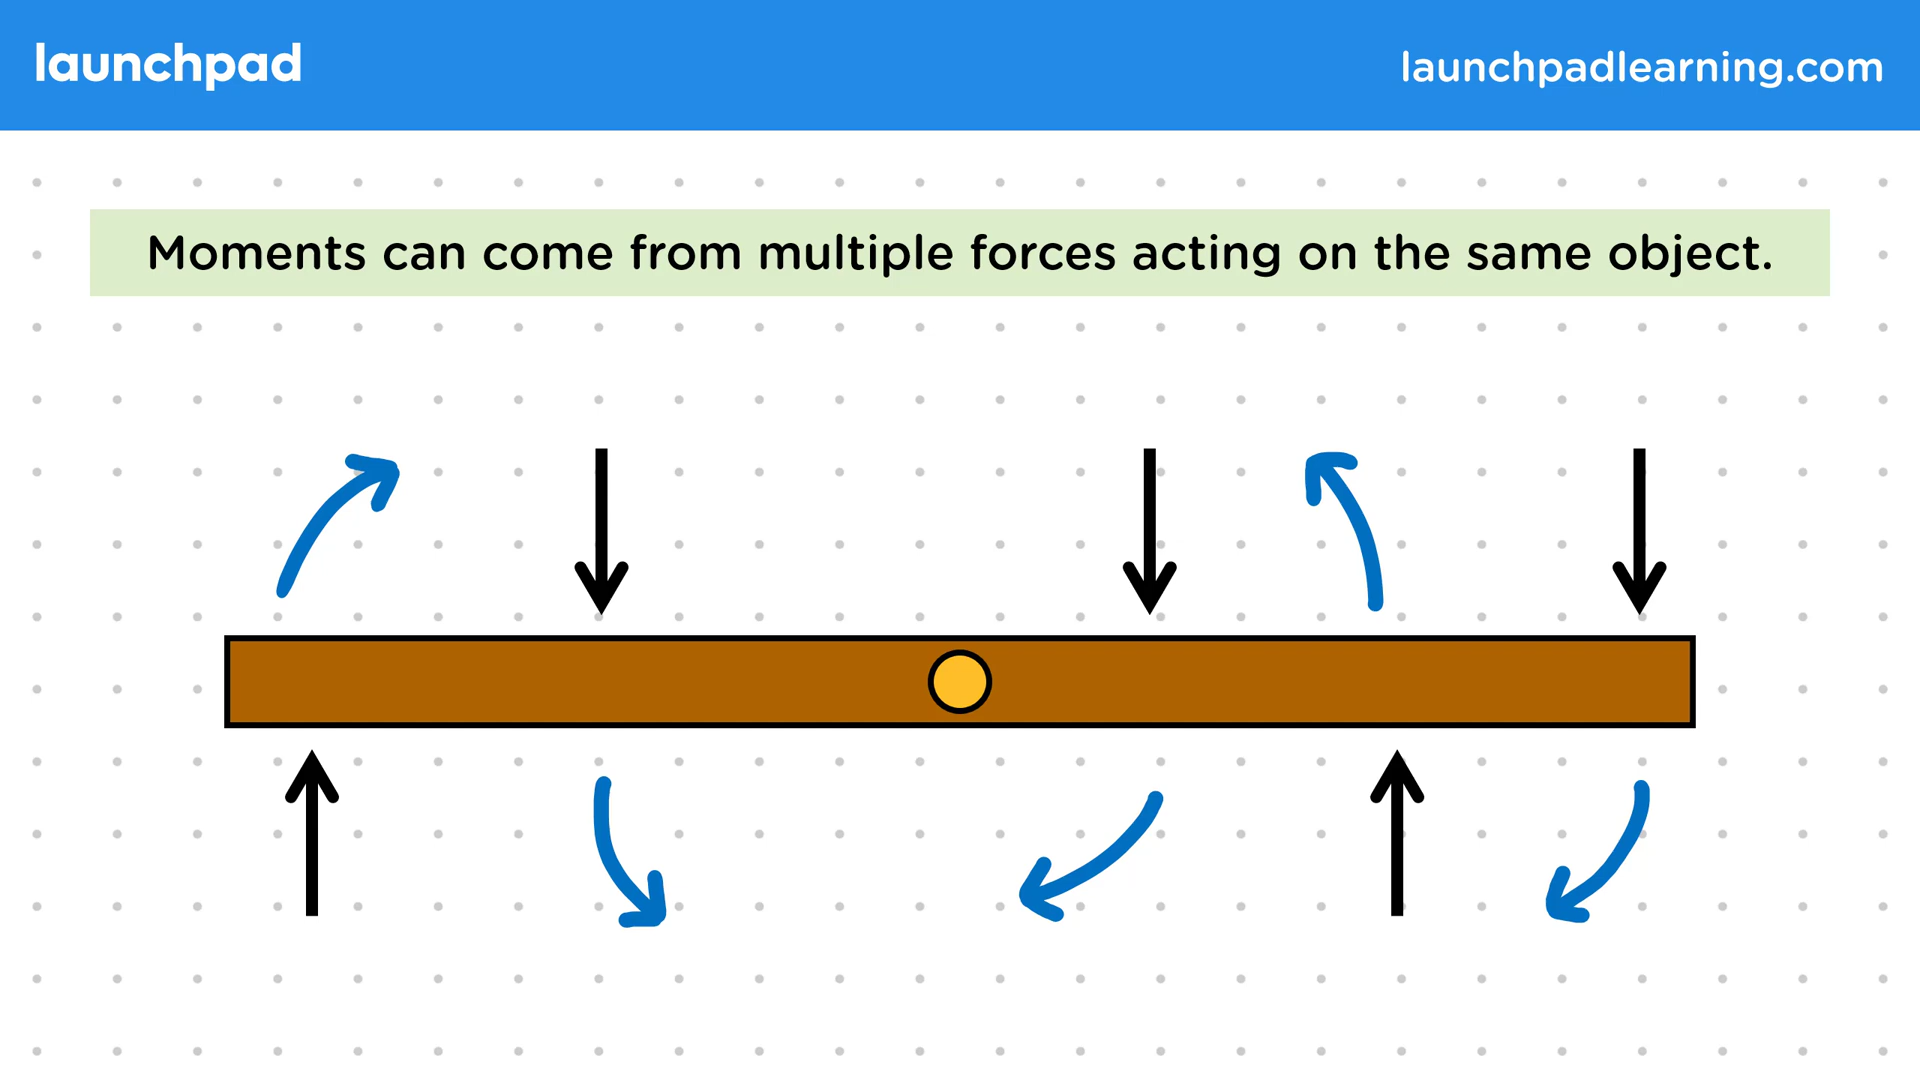 launchpad
launchpadlearning.com
Moments can come from multiple forces acting on the same object.